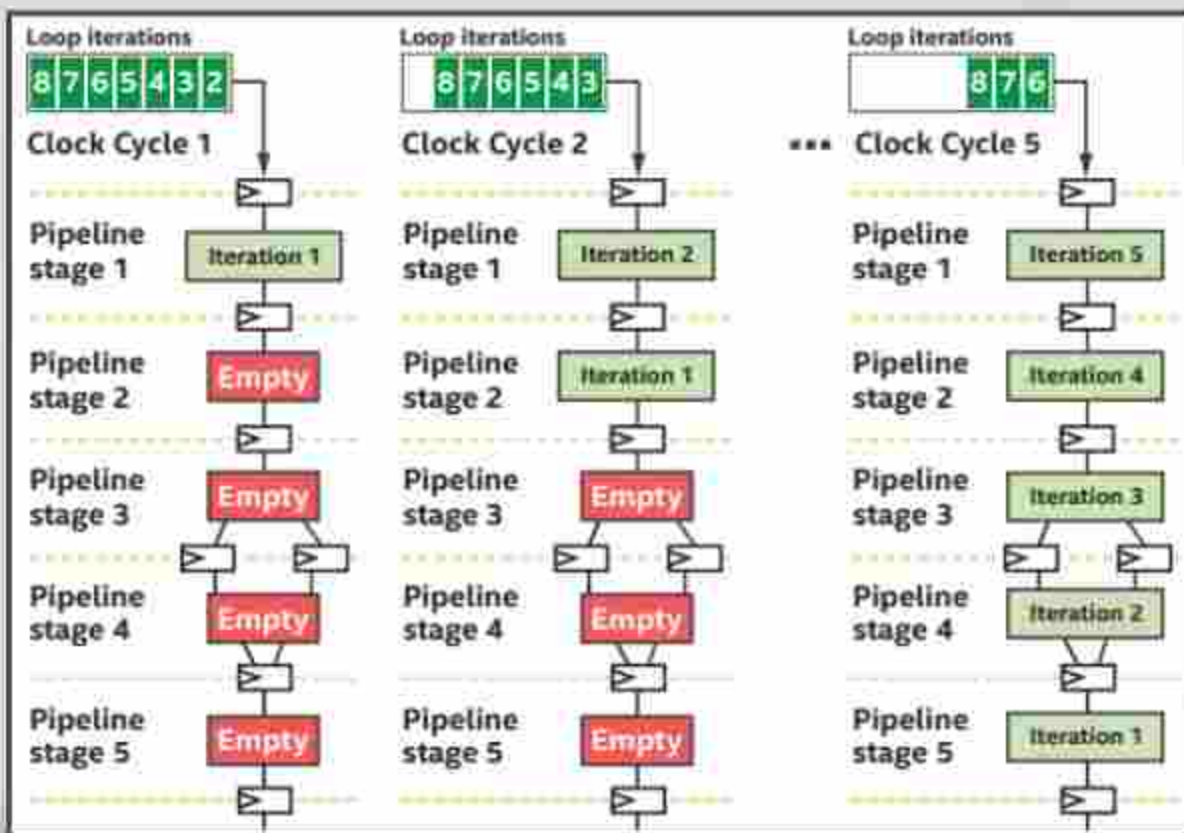 Loop iterations
8 7 6 5 4 3 2
Clock Cycle 1
Pipeline
stage 1
Iteration 1
Pipeline
stage 2
Empty
Pipeline
stage 3
Empty
Pipeline
stage 4
Empty
Pipeline
stage 5
Empty
Loop iterations
8 7 6 5 4 3
Clock Cycle 2
Pipeline
stage 1
Iteration 2
Pipeline
stage 2
Iteration 1
Pipeline
stage 3
Empty
Pipeline
stage 4
Empty
Pipeline
stage 5
Empty
...
Loop iterations
8 7 6
Clock Cycle 5
Pipeline
stage 1
Iteration 5
Pipeline
stage 2
Iteration 4
Pipeline
stage 3
Iteration 3
Pipeline
stage 4
Iteration 2
Pipeline
stage 5
Iteration 1